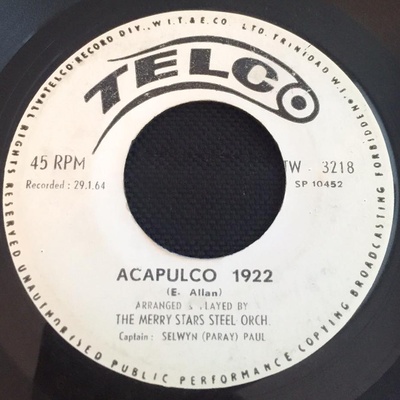 TELCO RECORD DIV., W.I.T. & E. CO LTD. TRINIDAD W.I.
ALL RIGHTS RESERVED UNAUTHORISED PUBLIC PERFORMANCE COPYING BROADCASTING FORBIDDEN
TELCO
45 RPM
TW - 3218
Recorded : 29.1.64
SP 10452
ACAPULCO 1922
(E. Allan)
ARRANGED & PLAYED BY
THE MERRY STARS STEEL ORCH.
Captain : SELWYN (PARAY) PAUL